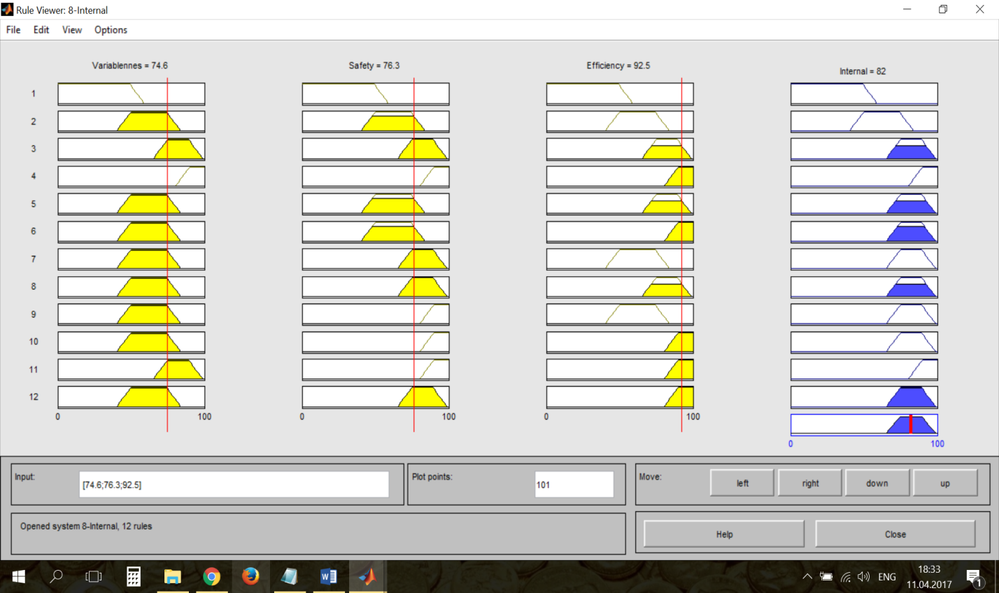 Rule Viewer: 8-Internal
File Edit View Options
Variablennes = 74.6 Safety = 76.3 Efficiency = 92.5 Internal = 82
1
2
3
4
5
6
7
8
9
10
11
12
0 100 0 100 0 100
0 100
Input: [74.6;76.3;92.5] Plot points: 101 Move: left right down up
Opened system 8-Internal, 12 rules Help Close
ENG 18:33
11.04.2017 1